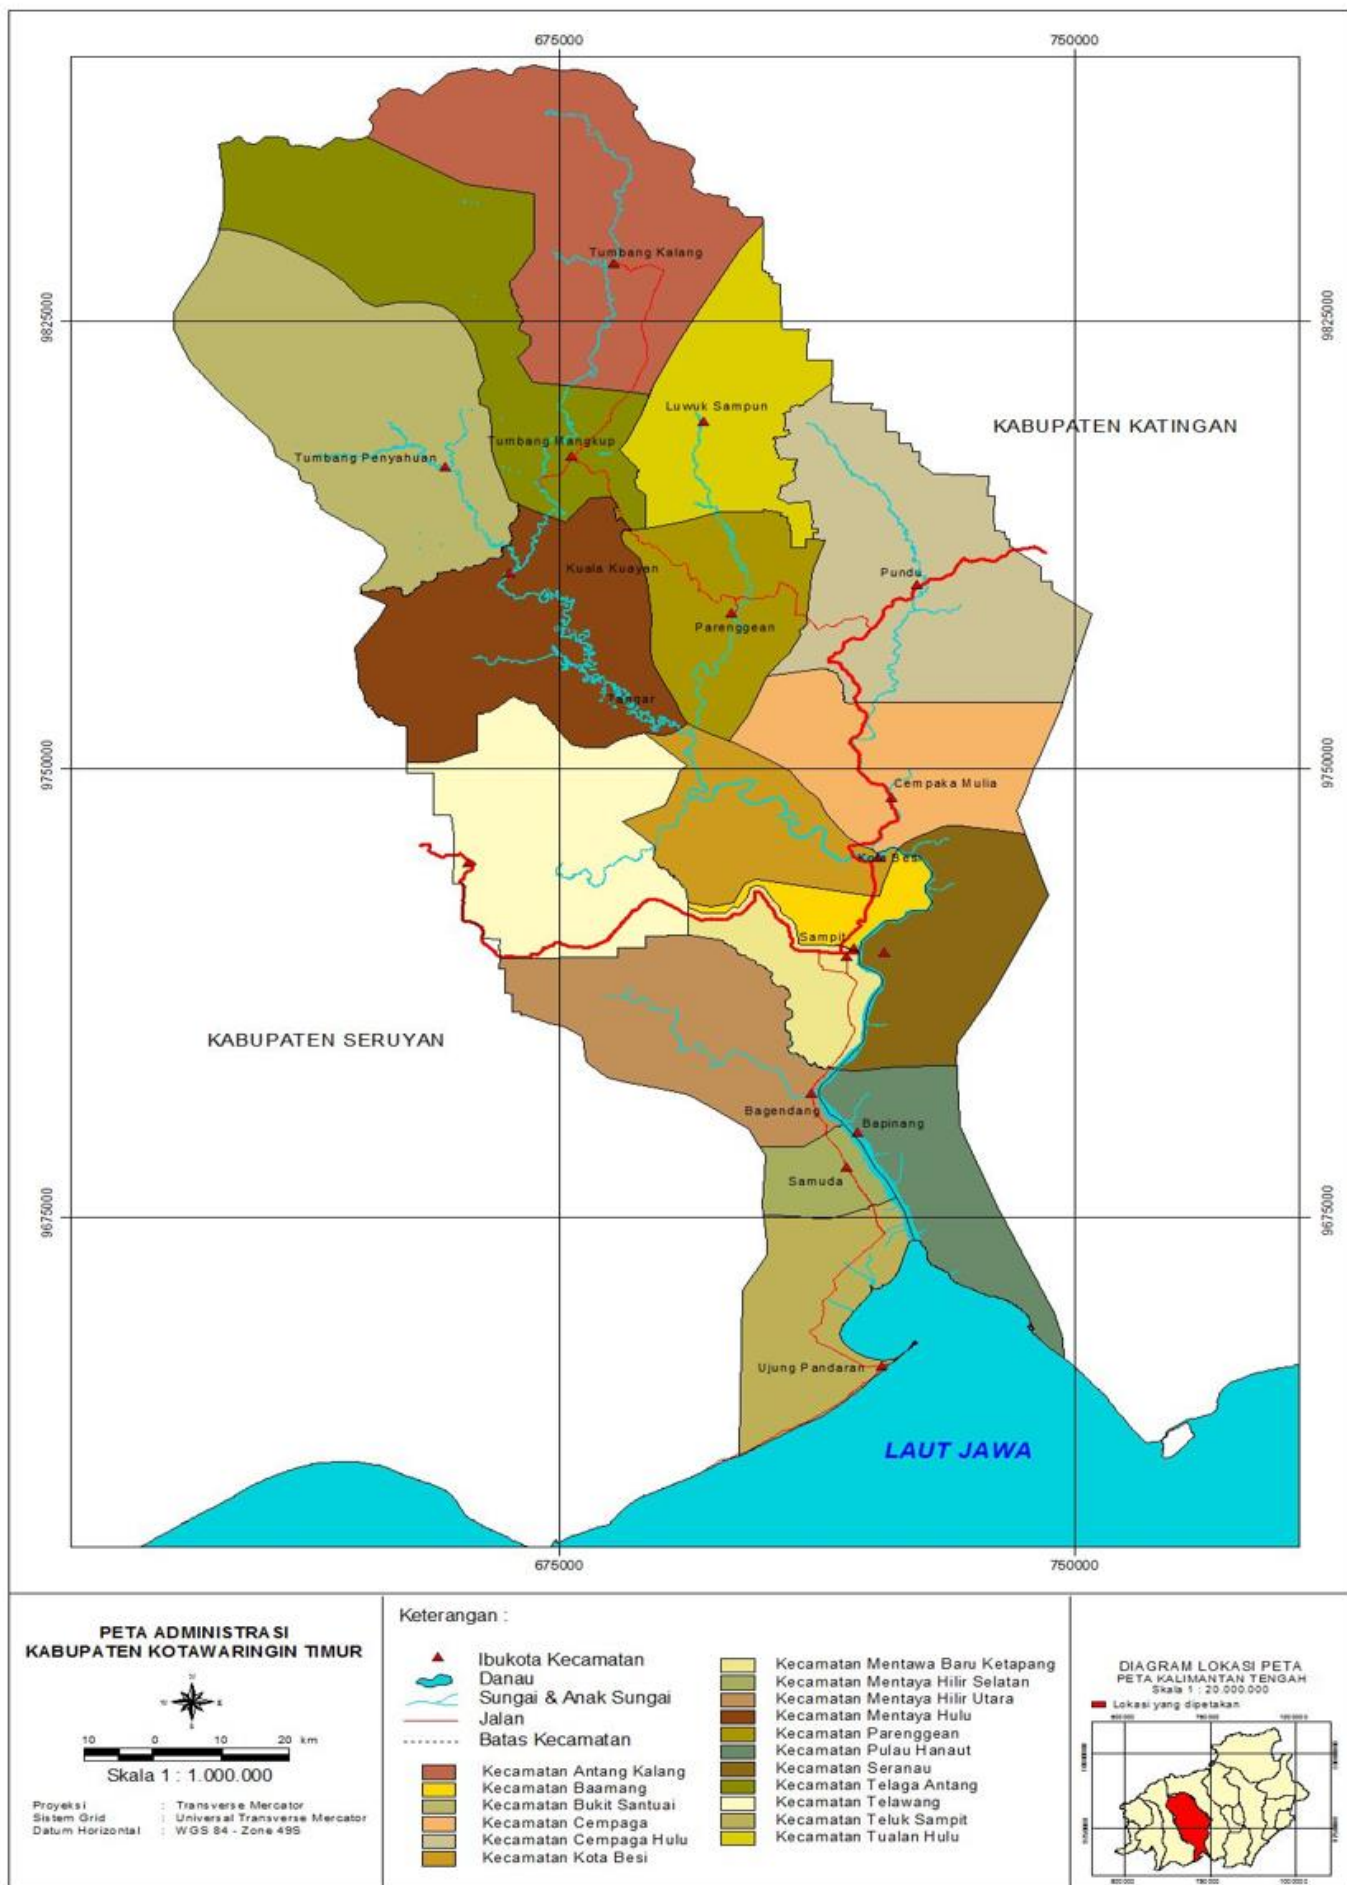 675000
750000
Tumbang Kalang
9825000
9825000
Luwuk Sampun
KABUPATEN KATINGAN
Tumbang Mangkup
Tumbang Penyahuan
Kuala Kuayan
Pundu
Parenggean
Tangar
9750000
9750000
Cempaka Mulia
Kota Besi
Sampit
KABUPATEN SERUYAN
Bagendang
Bapinang
Samuda
9675000
9675000
Ujung Pandaran
LAUT JAWA
675000
750000
PETA ADMINISTRASI
KABUPATEN KOTAWARINGIN TIMUR
N
E
S
10 0 10 20 km
Skala 1 : 1.000.000
Proyeksi : Transverse Mercator
Sistem Grid : Universal Transverse Mercator
Datum Horizontal : WGS 84 - Zone 49S
Keterangan :
Ibukota Kecamatan
Danau
Sungai & Anak Sungai
Jalan
Batas Kecamatan
Kecamatan Antang Kalang
Kecamatan Baamang
Kecamatan Bukit Santuai
Kecamatan Cempaga
Kecamatan Cempaga Hulu
Kecamatan Kota Besi
Kecamatan Mentawa Baru Ketapang
Kecamatan Mentaya Hilir Selatan
Kecamatan Mentaya Hilir Utara
Kecamatan Mentaya Hulu
Kecamatan Parenggean
Kecamatan Pulau Hanaut
Kecamatan Seranau
Kecamatan Telaga Antang
Kecamatan Telawang
Kecamatan Teluk Sampit
Kecamatan Tualan Hulu
DIAGRAM LOKASI PETA
PETA KALIMANTAN TENGAH
Skala 1 : 20.000.000
Lokasi yang dipetakan